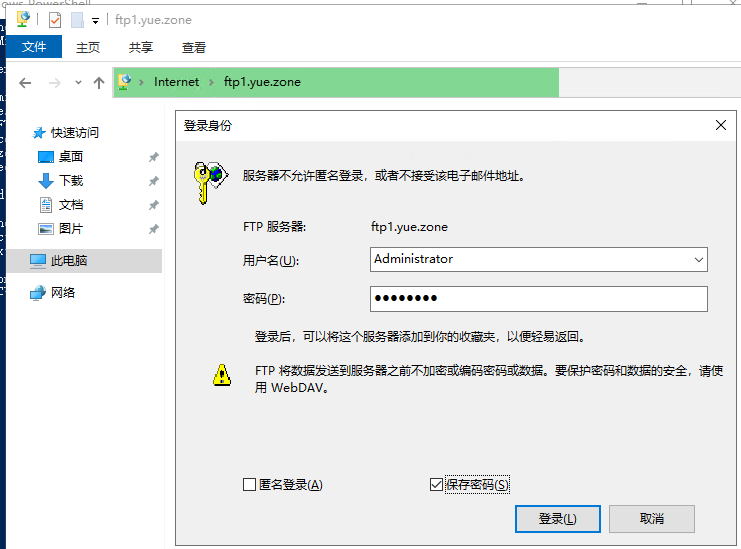 ows PowerShell
ftp1.yue.zone
文件 主页 共享 查看
Internet ftp1.yue.zone
快速访问
桌面
下载
文档
图片
此电脑
网络
登录身份
服务器不允许匿名登录，或者不接受该电子邮件地址。
FTP 服务器: ftp1.yue.zone
用户名(U): Administrator
密码(P): ●●●●●●●●
登录后，可以将这个服务器添加到你的收藏夹，以便轻易返回。
FTP 将数据发送到服务器之前不加密或编码密码或数据。要保护密码和数据的安全，请使
用 WebDAV。
匿名登录(A) 保存密码(S)
登录(L) 取消